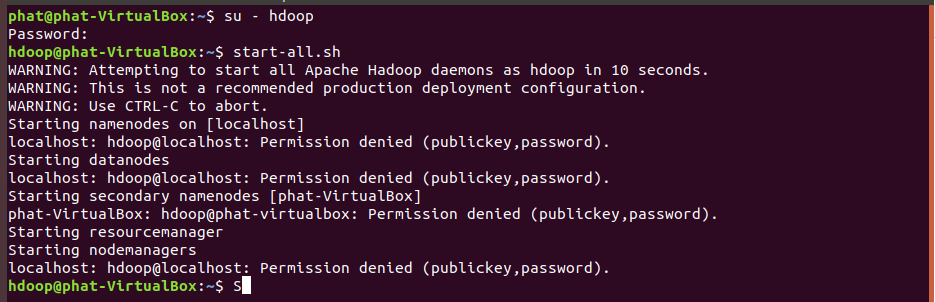 phat@phat-VirtualBox:~$ su - hdoop
Password:
hdoop@phat-VirtualBox:~$ start-all.sh
WARNING: Attempting to start all Apache Hadoop daemons as hdoop in 10 seconds.
WARNING: This is not a recommended production deployment configuration.
WARNING: Use CTRL-C to abort.
Starting namenodes on [localhost]
localhost: hdoop@localhost: Permission denied (publickey,password).
Starting datanodes
localhost: hdoop@localhost: Permission denied (publickey,password).
Starting secondary namenodes [phat-VirtualBox]
phat-VirtualBox: hdoop@phat-virtualbox: Permission denied (publickey,password).
Starting resourcemanager
Starting nodemanagers
localhost: hdoop@localhost: Permission denied (publickey,password).
hdoop@phat-VirtualBox:~$ S